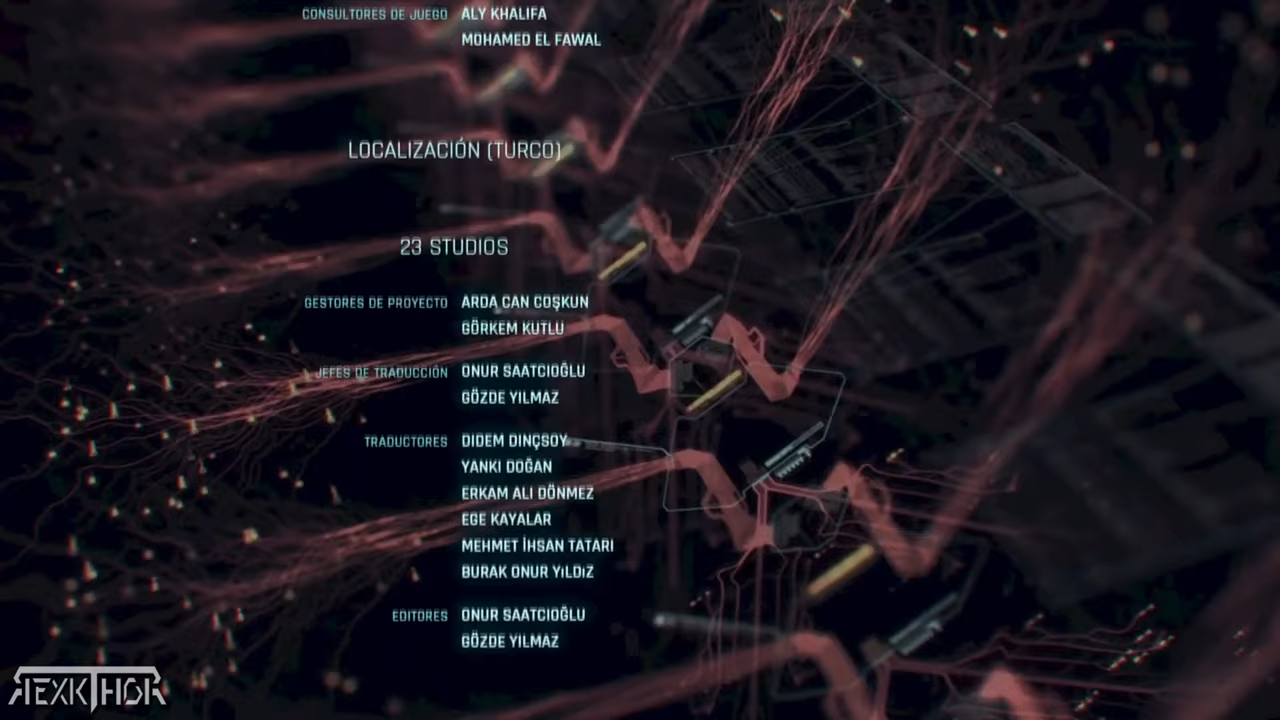 CONSULTORES DE JUEGO ALY KHALIFA
MOHAMED EL FAWAL
LOCALIZACIÓN (TURCO)
23 STUDIOS
GESTORES DE PROYECTO ARDA CAN COŞKUN
GÖRKEM KUTLU
JEFES DE TRADUCCIÓN ONUR SAATCIOĞLU
GÖZDE YILMAZ
TRADUCTORES DIDEM DINÇSOY
YANKI DOĞAN
ERKAM ALI DÖNMEZ
EGE KAYALAR
MEHMET İHSAN TATARI
BURAK ONUR YıLDıZ
EDITORES ONUR SAATCIOĞLU
GÖZDE YILMAZ
REXKTHOR